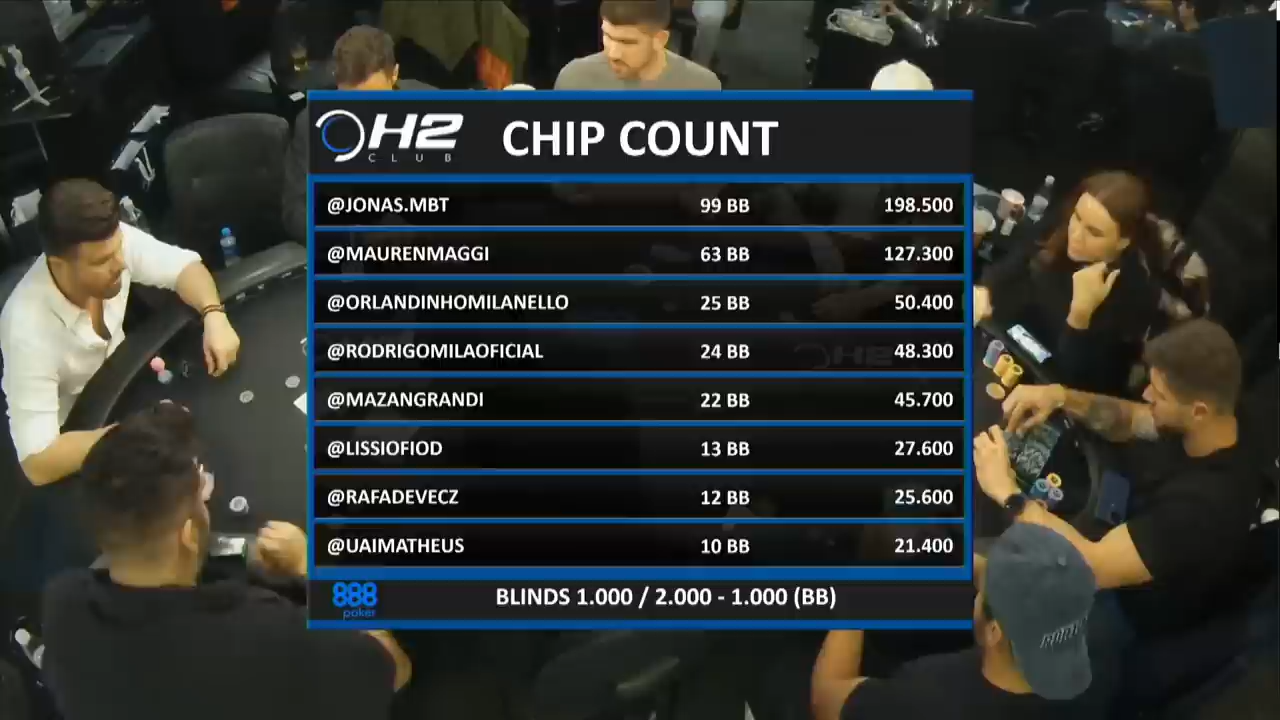 H2 CLUB
CHIP COUNT
@JONAS.MBT 99 BB 198.500
@MAURENMAGGI 63 BB 127.300
@ORLANDINHOMILANELLO 25 BB 50.400
@RODRIGOMILAOFICIAL 24 BB 48.300
@MAZANGRANDI 22 BB 45.700
@LISSIOFIOD 13 BB 27.600
@RAFADEVECZ 12 BB 25.600
@UAIMATHEUS 10 BB 21.400
888 poker
BLINDS 1.000 / 2.000 - 1.000 (BB)